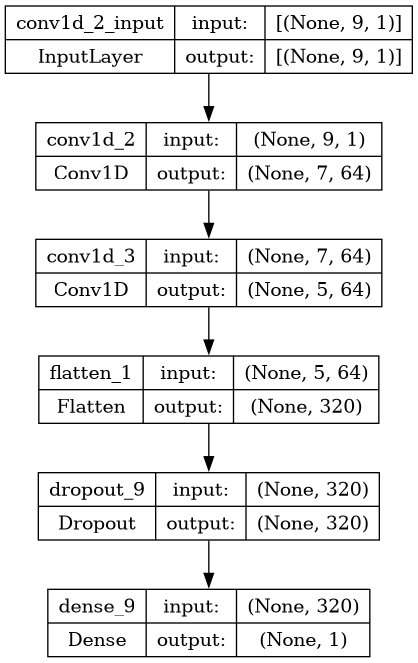 conv1d_2_input input: [(None, 9, 1)]
InputLayer output: [(None, 9, 1)]
conv1d_2 input: (None, 9, 1)
Conv1D output: (None, 7, 64)
conv1d_3 input: (None, 7, 64)
Conv1D output: (None, 5, 64)
flatten_1 input: (None, 5, 64)
Flatten output: (None, 320)
dropout_9 input: (None, 320)
Dropout output: (None, 320)
dense_9 input: (None, 320)
Dense output: (None, 1)